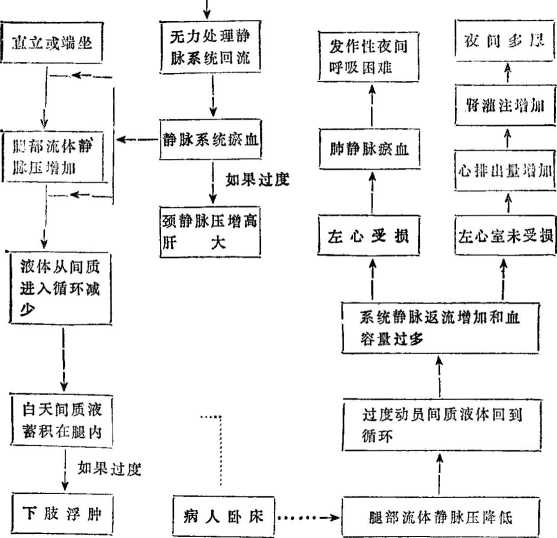 直立或端坐
腿部流体静
脉压增加
液体从间质
进入循环减
少
白天间质液
蓄积在腿内
如果过度
下肢浮肿
无力处理静
脉系统回流
静脉系统瘀血
如果过度
颈静脉压增高
肝大
病人卧床
腿部流体静脉压降低
过度动员间质液体回到
循环
系统静脉返流增加和血
容量过多
左心受损
肺静脉瘀血
发作性夜间
呼吸困难
左心室未受损
心排出量增加
肾灌注增加
夜间多尿